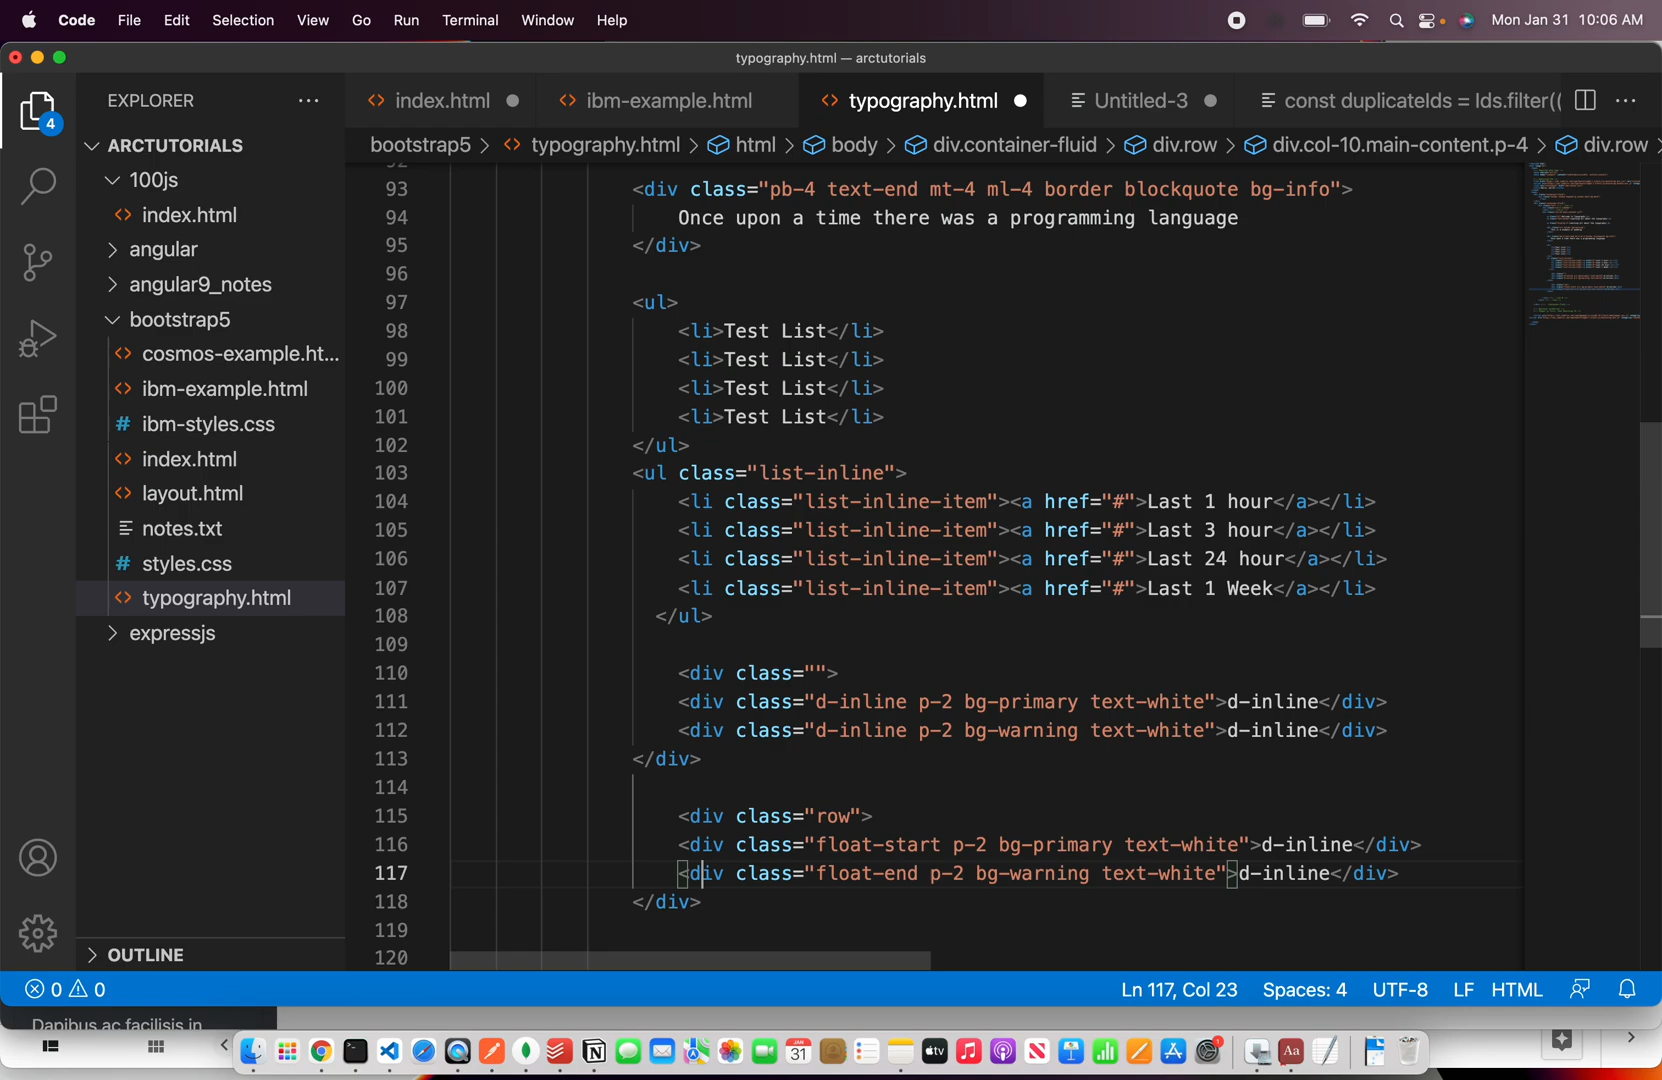 Code File Edit Selection View Go Run Terminal Window Help Mon Jan 31 10:06 AM
typography.html — arctutorials
EXPLORER ··· index.html ibm-example.html typography.html Untitled-3 const duplicateIds = Ids.filter(( ···
ARCTUTORIALS
bootstrap5 > typography.html > html > body > div.container-fluid > div.row > div.col-10.main-content.p-4 > div.row >
4
100js
index.html
angular
angular9_notes
bootstrap5
cosmos-example.ht...
ibm-example.html
ibm-styles.css
index.html
layout.html
notes.txt
styles.css
typography.html
expressjs
OUTLINE
93 <div class="pb-4 text-end mt-4 ml-4 border blockquote bg-info">
94 Once upon a time there was a programming language
95 </div>
96
97 <ul>
98 <li>Test List</li>
99 <li>Test List</li>
100 <li>Test List</li>
101 <li>Test List</li>
102 </ul>
103 <ul class="list-inline">
104 <li class="list-inline-item"><a href="#">Last 1 hour</a></li>
105 <li class="list-inline-item"><a href="#">Last 3 hour</a></li>
106 <li class="list-inline-item"><a href="#">Last 24 hour</a></li>
107 <li class="list-inline-item"><a href="#">Last 1 Week</a></li>
108 </ul>
109
110 <div class="">
111 <div class="d-inline p-2 bg-primary text-white">d-inline</div>
112 <div class="d-inline p-2 bg-warning text-white">d-inline</div>
113 </div>
114
115 <div class="row">
116 <div class="float-start p-2 bg-primary text-white">d-inline</div>
117 <div class="float-end p-2 bg-warning text-white">d-inline</div>
118 </div>
119
120
0 0 Ln 117, Col 23 Spaces: 4 UTF-8 LF HTML
Dapibus ac facilisis in
JAN
31
tv
Aa
1